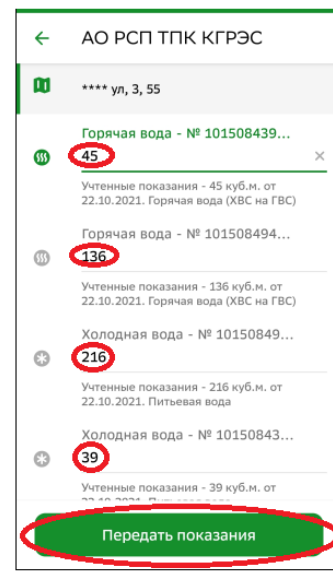 АО РСП ТПК КГРЭС
**** ул, 3, 55
Горячая вода - № 101508439...
45
Учтенные показания - 45 куб.м. от
22.10.2021. Горячая вода (ХВС на ГВС)
Горячая вода - № 101508494...
136
Учтенные показания - 136 куб.м. от
22.10.2021. Горячая вода (ХВС на ГВС)
Холодная вода - № 10150849...
216
Учтенные показания - 216 куб.м. от
22.10.2021. Питьевая вода
Холодная вода - № 10150843...
39
Учтенные показания - 39 куб.м. от
Передать показания